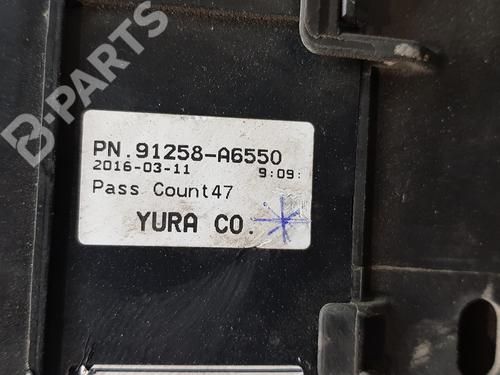 B-PARTS
PN.91258-A6550
2016-03-11 9:09:
Pass Count47
YURA CO.